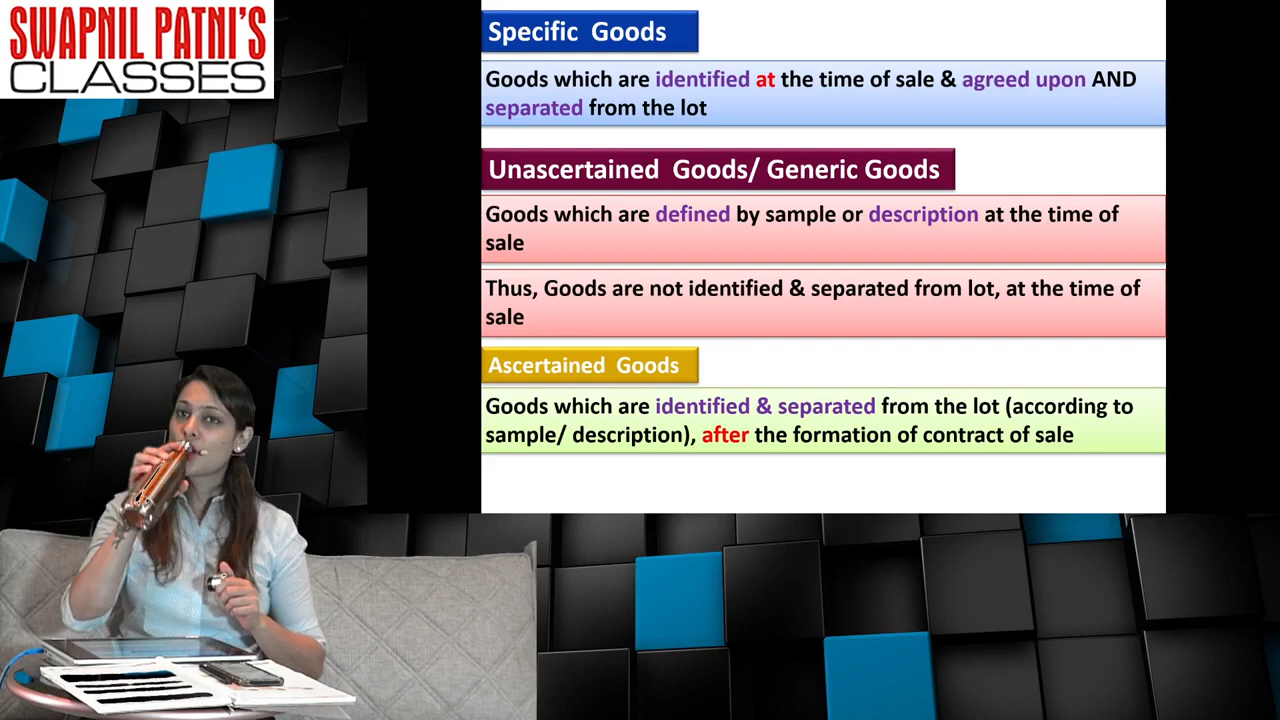 SWAPNIL PATNI'S
CLASSES
Specific Goods
Goods which are identified at the time of sale & agreed upon AND
separated from the lot
Unascertained Goods/ Generic Goods
Goods which are defined by sample or description at the time of
sale
Thus, Goods are not identified & separated from lot, at the time of
sale
Ascertained Goods
Goods which are identified & separated from the lot (according to
sample/ description), after the formation of contract of sale